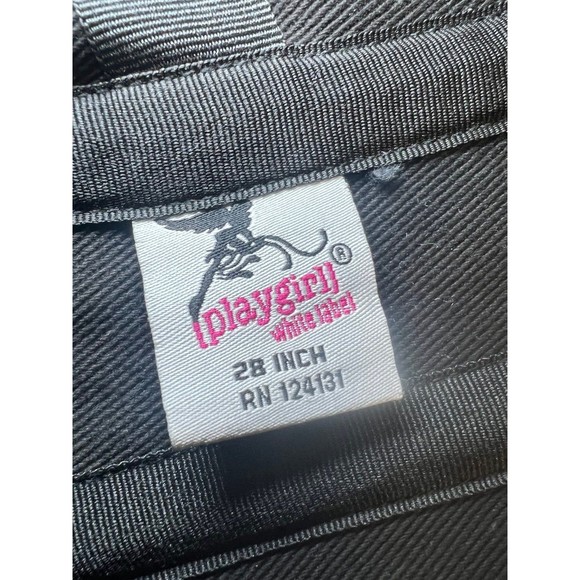 [playgirl]
®
white label
28 INCH
RN 124131